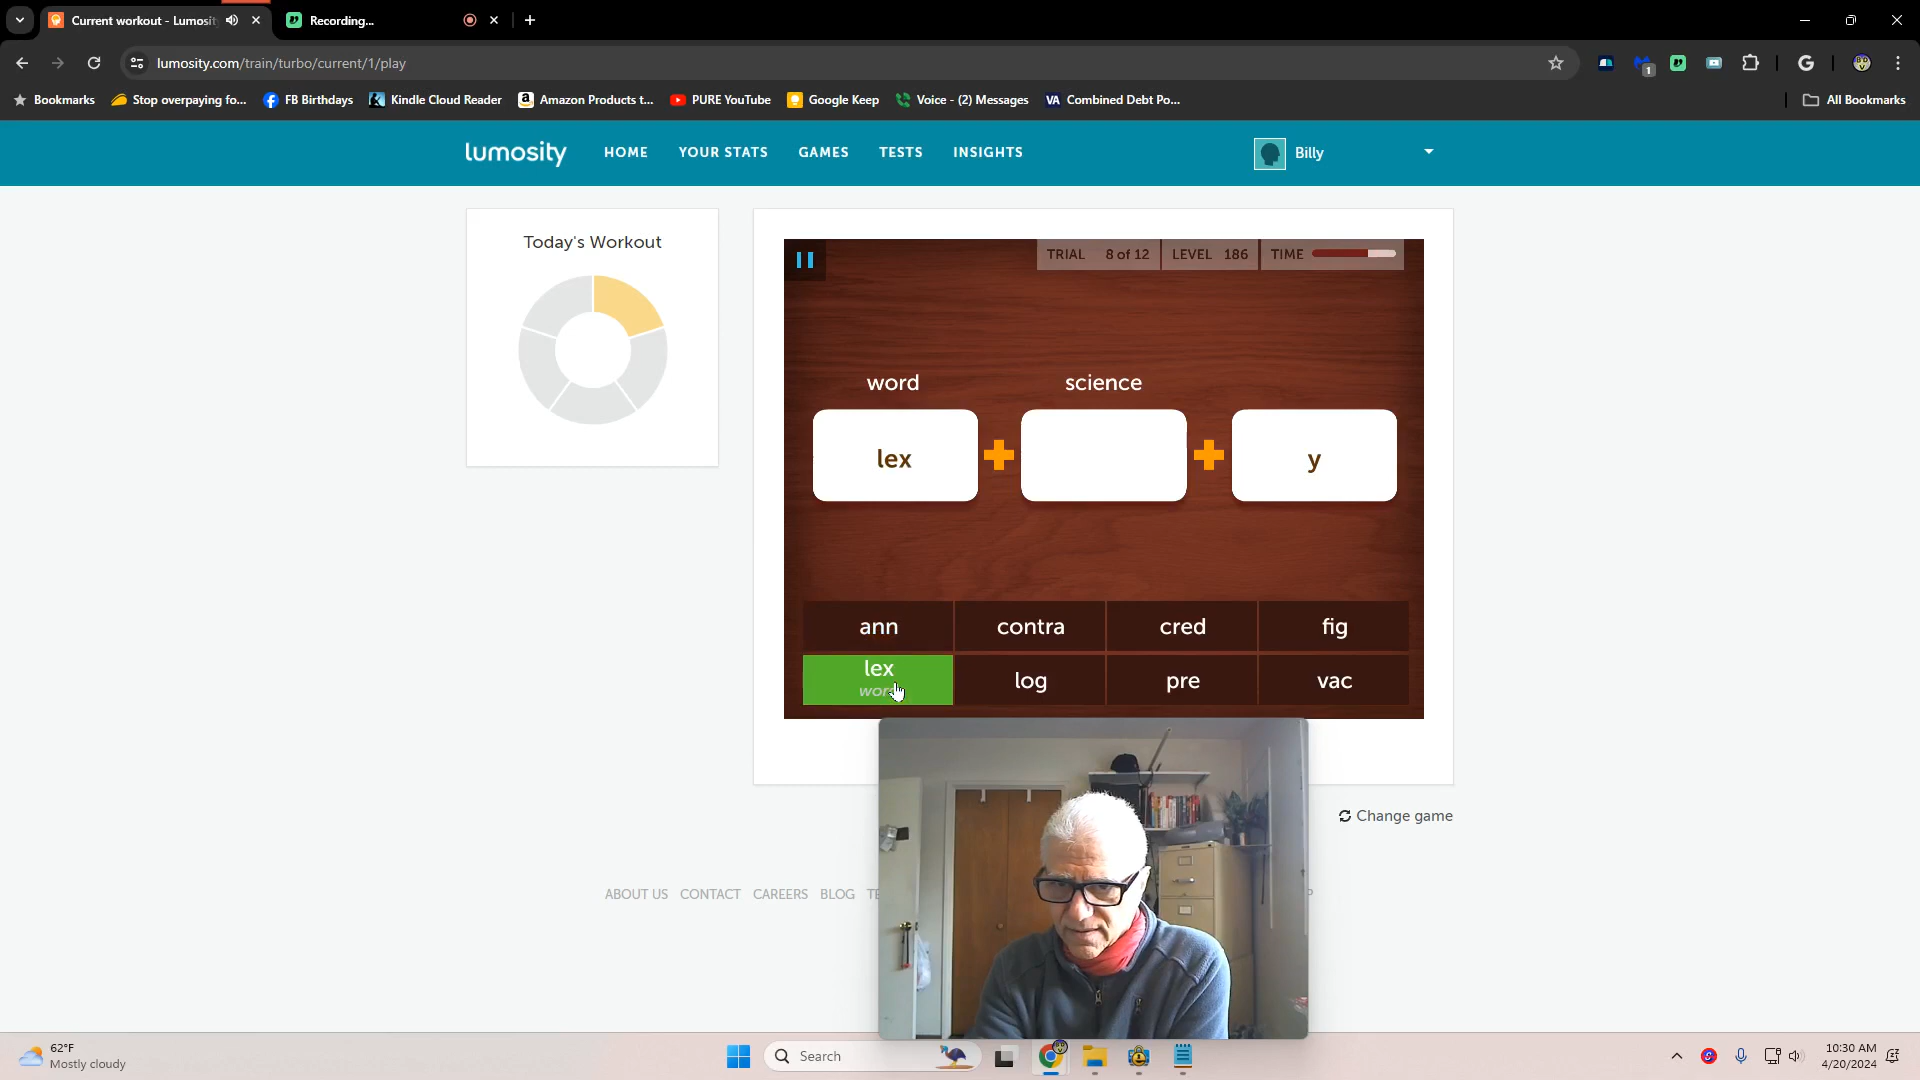 Current workout - Lumosit
Recording...
lumosity.com/train/turbo/current/1/play
1
Bookmarks
Stop overpaying fo...
FB Birthdays
Kindle Cloud Reader
Amazon Products t...
PURE YouTube
Google Keep
Voice - (2) Messages
VA Combined Debt Po...
All Bookmarks
lumosity
HOME
YOUR STATS
GAMES
TESTS
INSIGHTS
Billy
Today's Workout
TRIAL 8 of 12
LEVEL 186
TIME
word
science
lex
y
ann
contra
cred
fig
lex
log
pre
vac
Change game
ABOUT US
CONTACT
CAREERS
BLOG
62°F
Mostly cloudy
Search
10:30 AM
4/20/2024